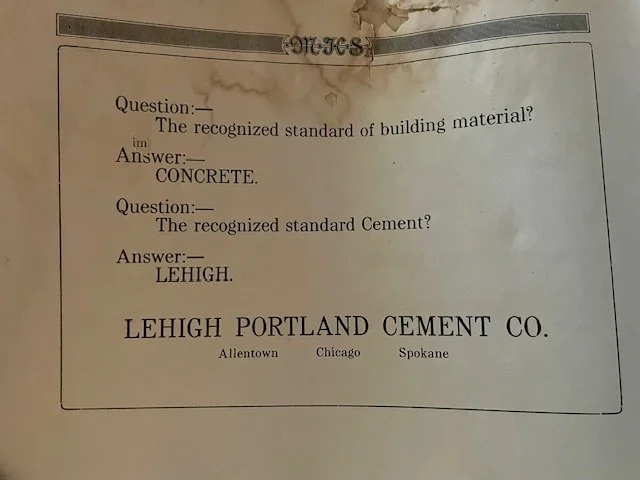 M·H·S
Question:—
The recognized standard of building material?
im
Answer:—
CONCRETE.
Question:—
The recognized standard Cement?
Answer:—
LEHIGH.
LEHIGH PORTLAND CEMENT CO.
Allentown Chicago Spokane